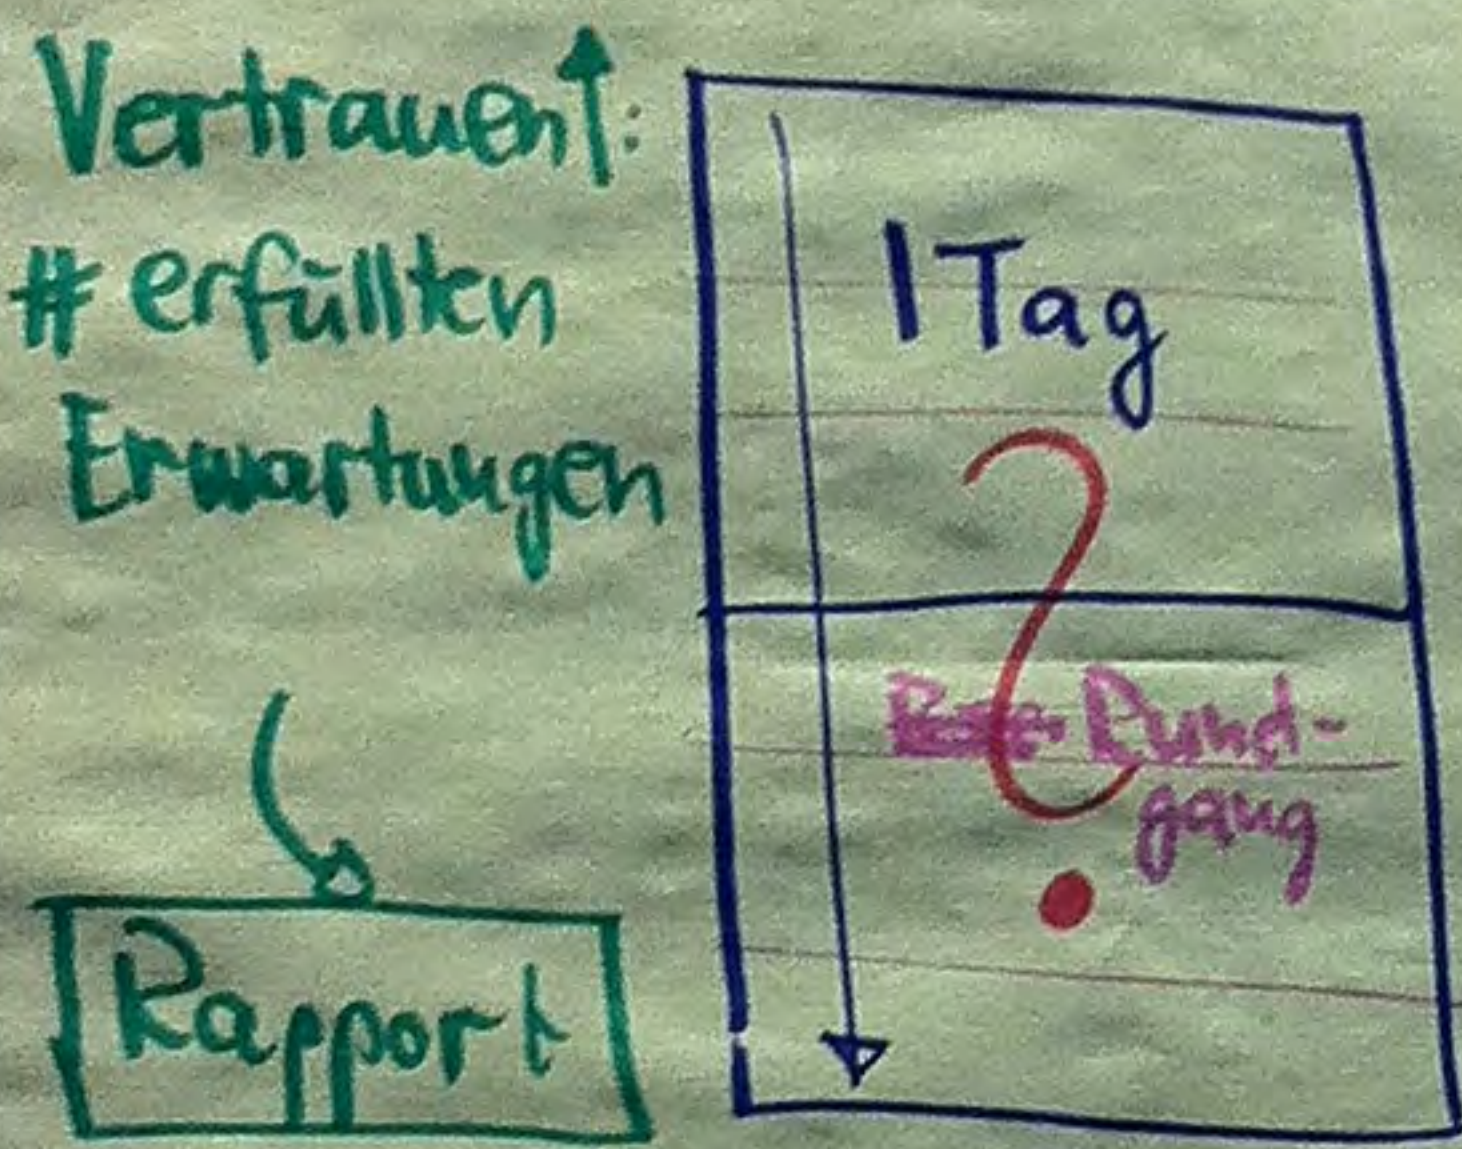 Vertrauen↑:
# erfüllten
Erwartungen
Rapport
1 Tag
?
Rund-
gang